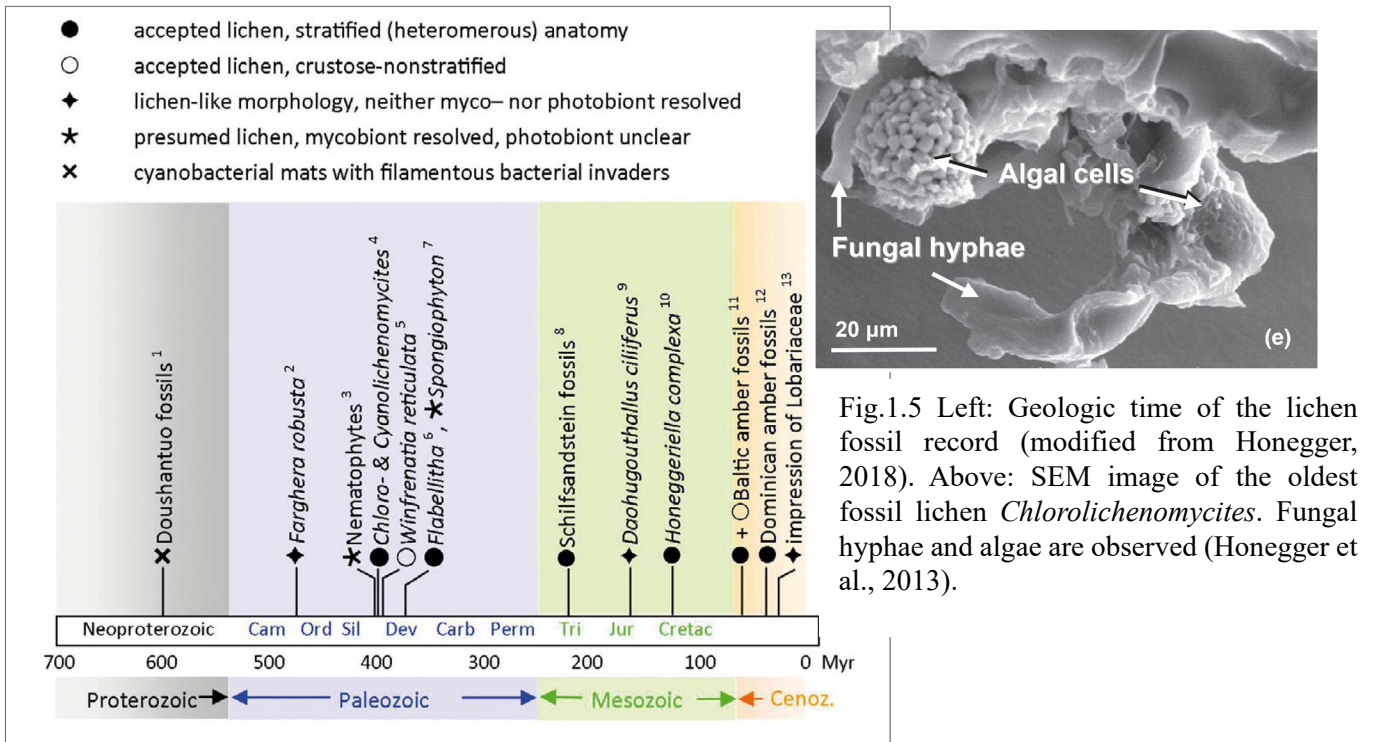 ● accepted lichen, stratified (heteromerous) anatomy
○ accepted lichen, crustose-nonstratified
✦ lichen-like morphology, neither myco– nor photobiont resolved
★ presumed lichen, mycobiont resolved, photobiont unclear
✕ cyanobacterial mats with filamentous bacterial invaders
✕Doushantuo fossils 1
✦Farghera robusta 2
★Nematophytes 3
●Chloro- & Cyanolichenomycites 4
○Winfrenatia reticulata 5
●Flabellitha 6, ★Spongiophyton 7
●Schilfsandstein fossils 8
✦Daohugouthallus ciliiferus 9
●Honeggeriella complexa 10
● + ○Baltic amber fossils 11
●Dominican amber fossils 12
✦impression of Lobariaceae 13
Neoproterozoic Cam Ord Sil Dev Carb Perm Tri Jur Cretac
700 600 500 400 300 200 100 0 Myr
Proterozoic Paleozoic Mesozoic Cenoz.
Algal cells
Fungal hyphae
20 µm
(e)
Fig.1.5 Left: Geologic time of the lichen
fossil record (modified from Honegger,
2018). Above: SEM image of the oldest
fossil lichen Chlorolichenomycites. Fungal
hyphae and algae are observed (Honegger et
al., 2013).